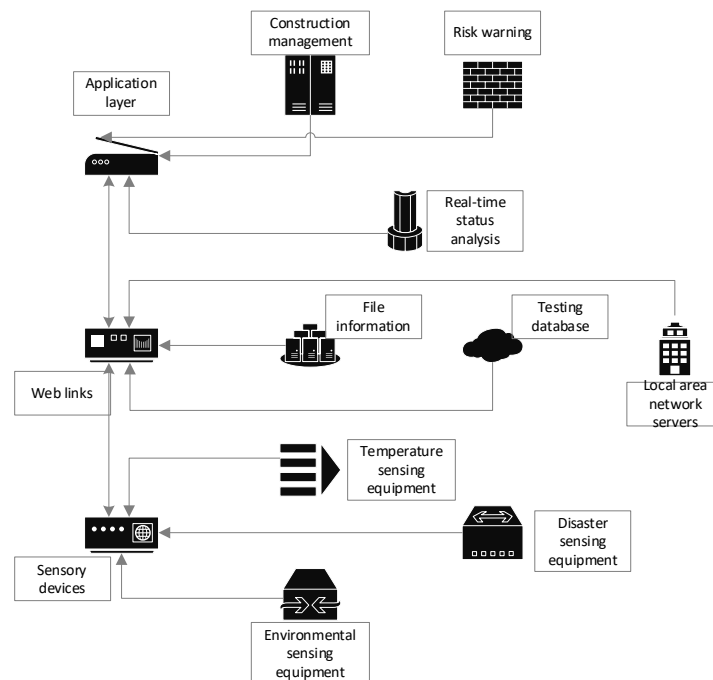 Construction
management
Risk warning
Application
layer
Real-time
status
analysis
File
information
Testing
database
Web links
Local area
network
servers
Temperature
sensing
equipment
Disaster
sensing
equipment
Sensory
devices
Environmental
sensing
equipment